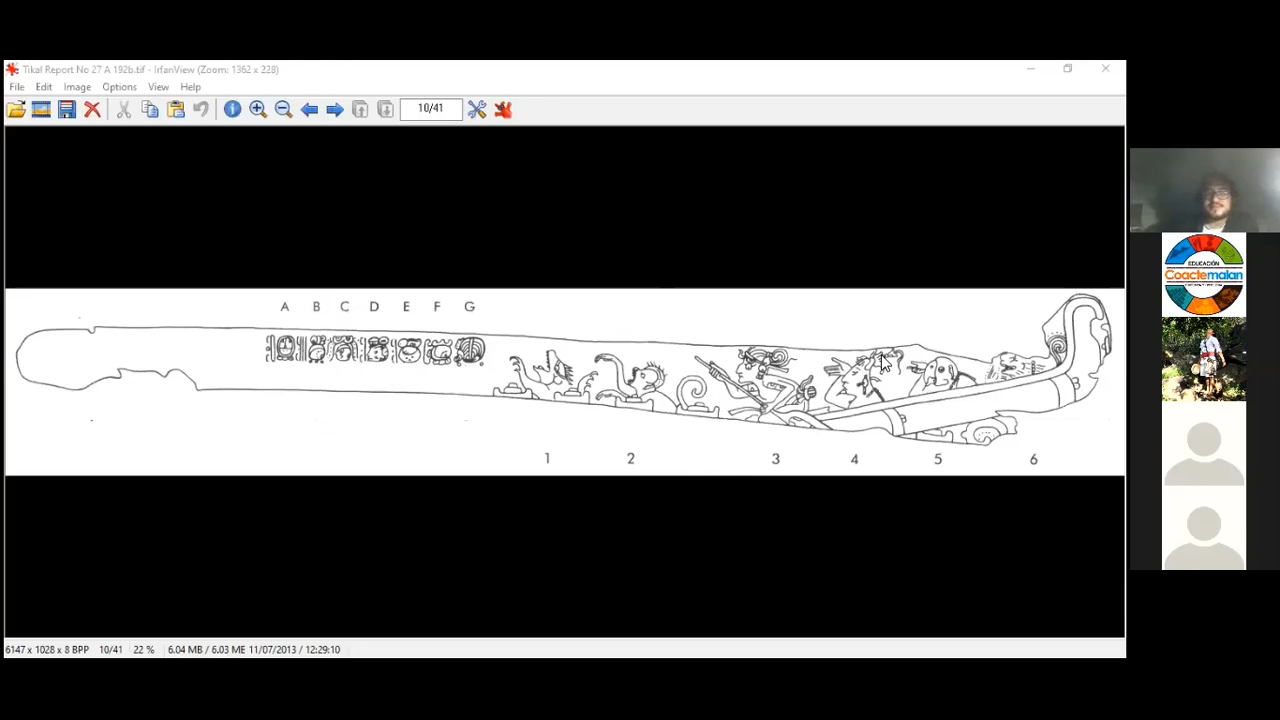 Tikal Report No 27 A 192b.tif - IrfanView (Zoom: 1362 x 228)
File Edit Image Options View Help
10/41
A B C D E F G
1 2 3 4 5 6
6147 x 1028 x 8 BPP 10/41 22 % 6.04 MB / 6.03 ME 11/07/2013 / 12:29:10
EDUCACIÓN
Coactemalan